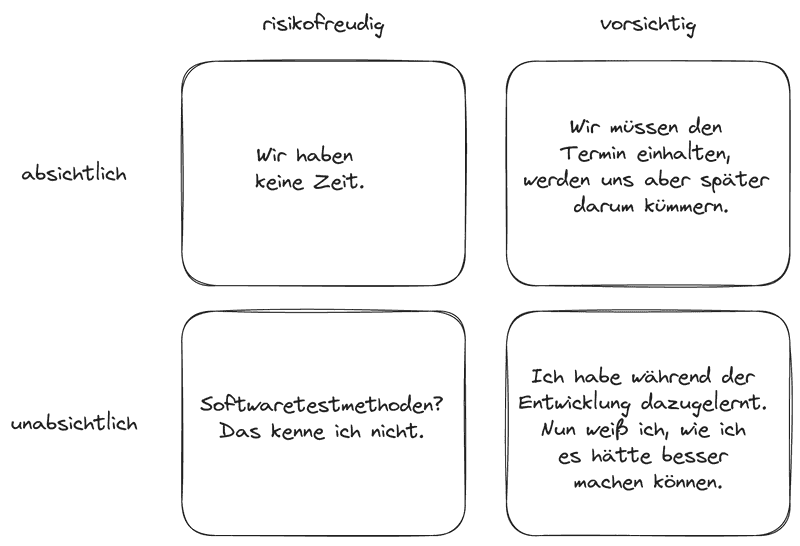 risikofreudig
vorsichtig
absichtlich
Wir haben
keine Zeit.
Wir müssen den
Termin einhalten,
werden uns aber später
darum kümmern.
unabsichtlich
Softwaretestmethoden?
Das kenne ich nicht.
Ich habe während der
Entwicklung dazugelernt.
Nun weiß ich, wie ich
es hätte besser
machen können.